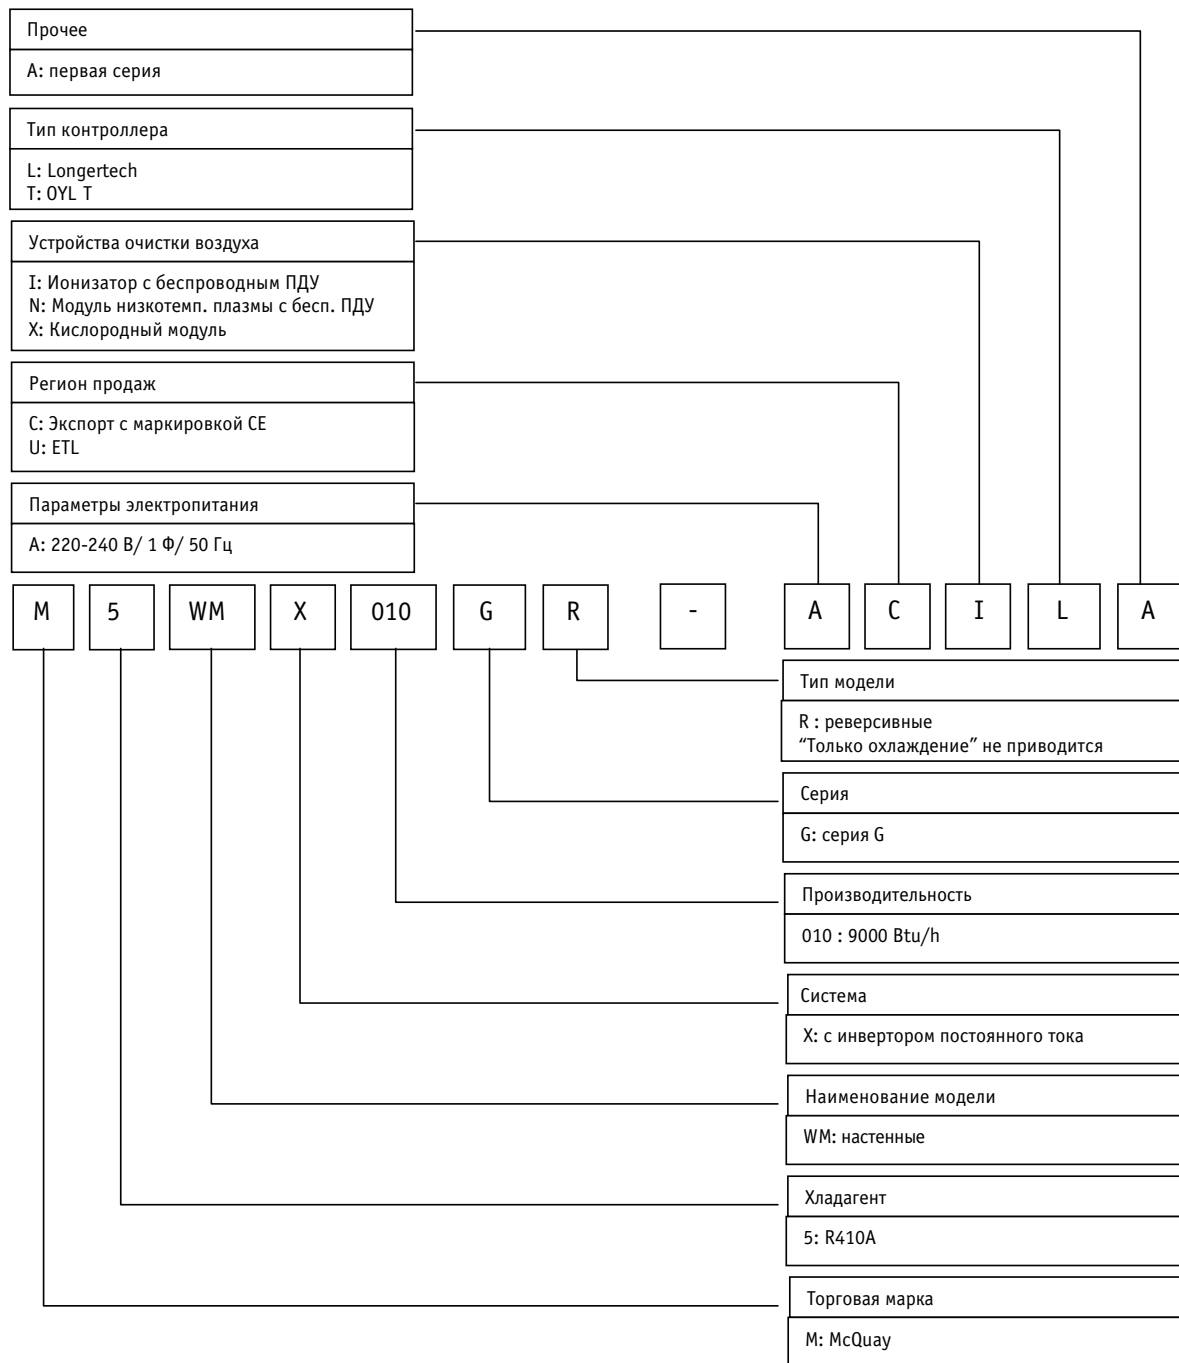 Прочее
A: первая серия
Тип контроллера
L: Longertech
T: OYL T
Устройства очистки воздуха
I: Ионизатор с беспроводным ПДУ
N: Модуль низкотемп. плазмы с бесп. ПДУ
X: Кислородный модуль
Регион продаж
C: Экспорт с маркировкой CE
U: ETL
Параметры электропитания
A: 220-240 В/ 1 Ф/ 50 Гц
M 5 WM X 010 G R - A C I L A
Тип модели
R : реверсивные
“Только охлаждение” не приводится
Серия
G: серия G
Производительность
010 : 9000 Btu/h
Система
X: с инвертором постоянного тока
Наименование модели
WM: настенные
Хладагент
5: R410A
Торговая марка
M: McQuay